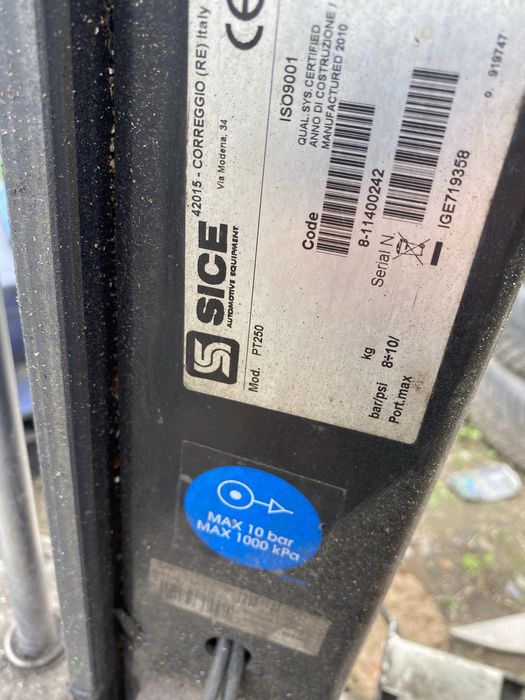 SICE
AUTOMOTIVE EQUIPMENT
42015 - CORREGGIO (RE) Italy
Via Modena, 34
CE
ISO9001
QUAL.SYS.CERTIFIED
ANNO DI COSTRUZIONE /
MANUFACTURED 2010
Mod. PT250
Code
8-11400242
Serial N.
IGE719358
o. 919747
kg
bar/psi 8÷10/
Port.max
MAX 10 bar
MAX 1000 kPa